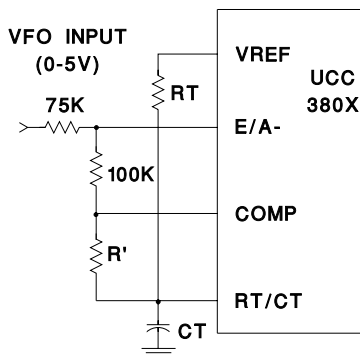 VFO INPUT
(0-5V)
75K
100K
R'
RT
CT
VREF
UCC
380X
E/A-
COMP
RT/CT